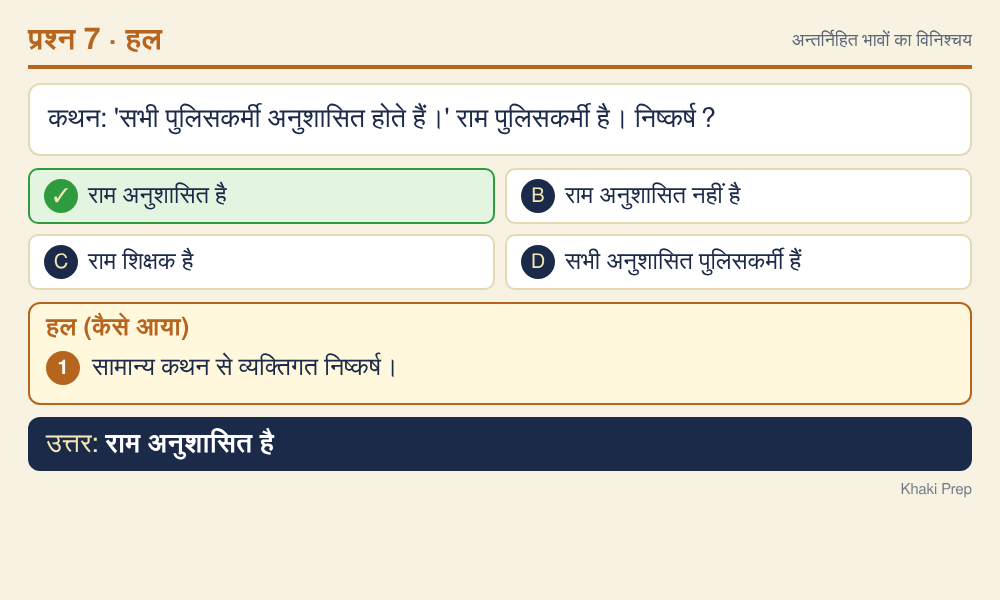 प्रश्न 7 · हल
अन्तर्निहित भावों का विनिश्चय
कथन: 'सभी पुलिसकर्मी अनुशासित होते हैं।' राम पुलिसकर्मी है। निष्कर्ष ?
✓ राम अनुशासित है
B राम अनुशासित नहीं है
C राम शिक्षक है
D सभी अनुशासित पुलिसकर्मी हैं
हल (कैसे आया)
1 सामान्य कथन से व्यक्तिगत निष्कर्ष।
उत्तर: राम अनुशासित है
Khaki Prep